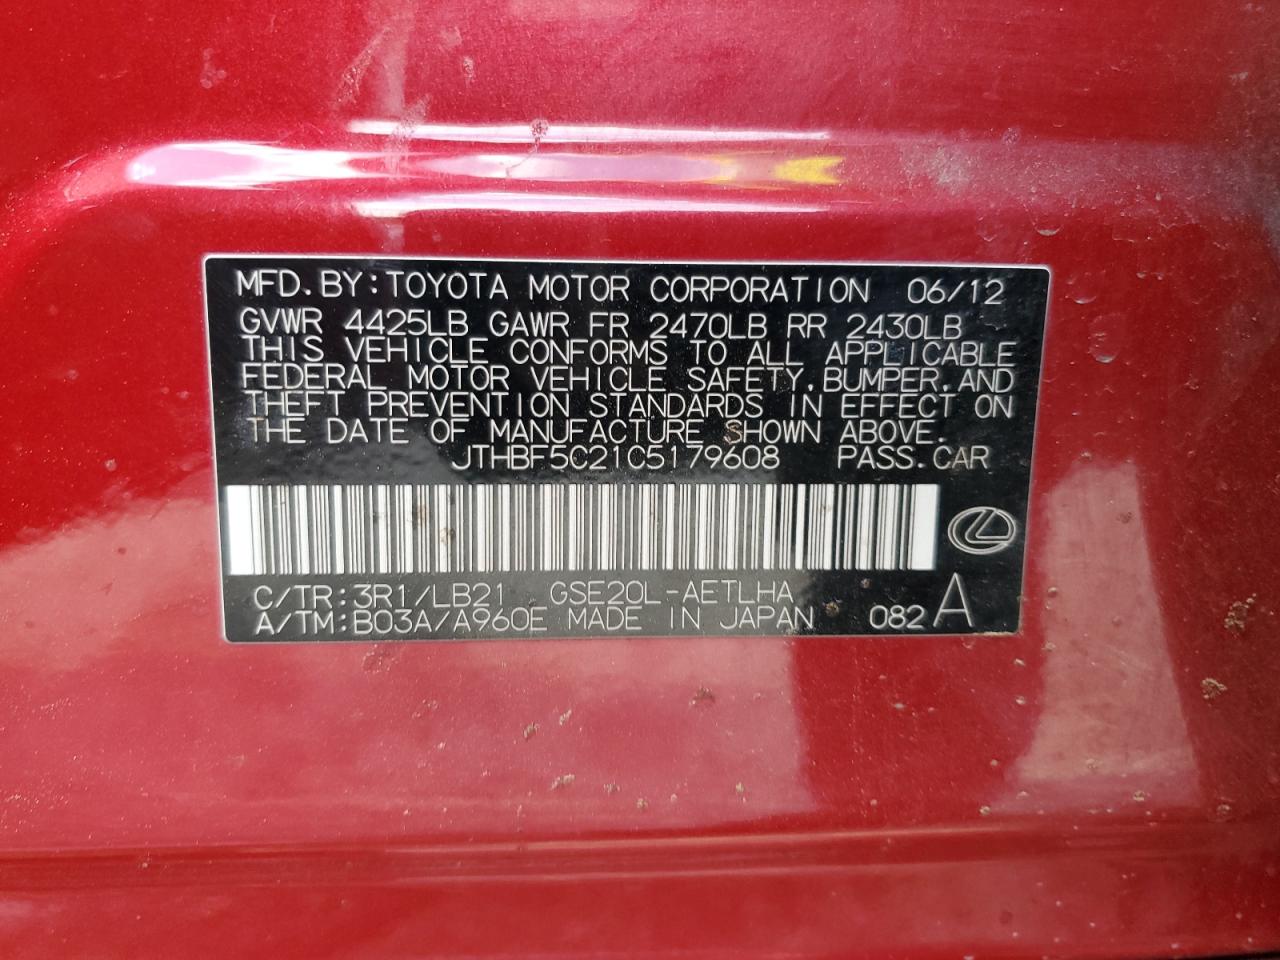 MFD. BY: TOYOTA MOTOR CORPORATION 06/12
GVWR 4425LB GAWR FR 2470LB RR 2430LB
THIS VEHICLE CONFORMS TO ALL APPLICABLE
FEDERAL MOTOR VEHICLE SAFETY, BUMPER, AND
THEFT PREVENTION STANDARDS IN EFFECT ON
THE DATE OF MANUFACTURE SHOWN ABOVE.
JTHBF5C21C5179608 PASS. CAR
C/TR: 3R1/LB21 GSE20L-AETLHA
A/TM: B03A/A960E MADE IN JAPAN 082 A